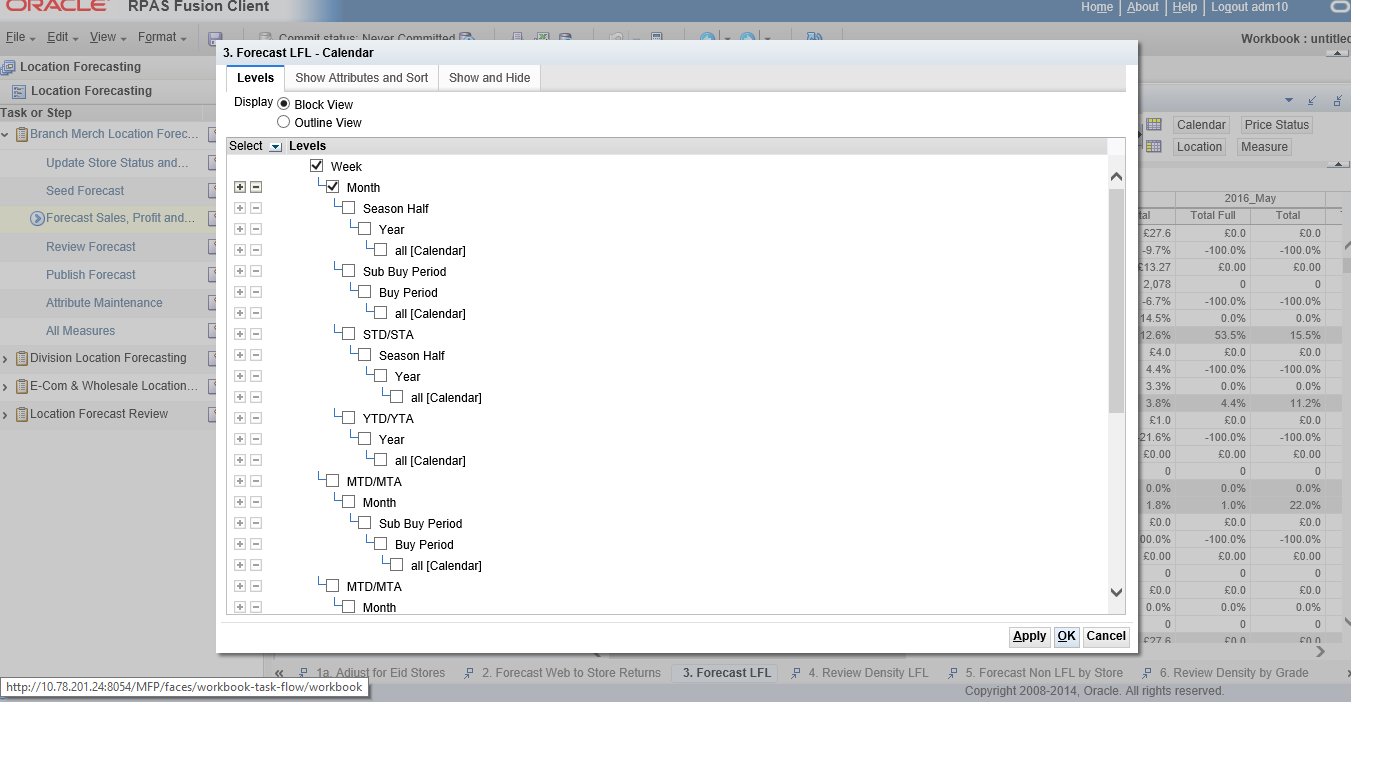 ORACLE RPAS Fusion Client
Home About Help Logout adm10
File Edit View Format
Commit status: Never Committed
Workbook : untitled
Location Forecasting
Location Forecasting
Task or Step
Branch Merch Location Forec...
Update Store Status and...
Seed Forecast
Forecast Sales, Profit and...
Review Forecast
Publish Forecast
Attribute Maintenance
All Measures
Division Location Forecasting
E-Com & Wholesale Location...
Location Forecast Review
3. Forecast LFL - Calendar
Levels Show Attributes and Sort Show and Hide
Display Block View
Outline View
Select Levels
Week
Month
Season Half
Year
all [Calendar]
Sub Buy Period
Buy Period
all [Calendar]
STD/STA
Season Half
Year
all [Calendar]
YTD/YTA
Year
all [Calendar]
MTD/MTA
Month
Sub Buy Period
Buy Period
all [Calendar]
MTD/MTA
Month
Apply OK Cancel
Calendar Price Status
Location Measure
2016_May
tal Total Full Total
£27.6 £0.0 £0.0
-9.7% -100.0% -100.0%
£13.27 £0.00 £0.00
2,078 0 0
-6.7% -100.0% -100.0%
14.5% 0.0% 0.0%
12.6% 53.5% 15.5%
£4.0 £0.0 £0.0
4.4% -100.0% -100.0%
3.3% 0.0% 0.0%
3.8% 4.4% 11.2%
£1.0 £0.0 £0.0
21.6% -100.0% -100.0%
£0.00 £0.00 £0.00
0 0 0
0.0% 0.0% 0.0%
1.8% 1.0% 22.0%
£0.0 £0.0 £0.0
00.0% -100.0% -100.0%
£0.00 £0.00 £0.00
0 0 0
£0.0 £0.0 £0.0
0.0% 0.0% 0.0%
0 0 0
£27.6 £0.0 £0.0
1a. Adjust for Eid Stores 2. Forecast Web to Store Returns 3. Forecast LFL 4. Review Density LFL 5. Forecast Non LFL by Store 6. Review Density by Grade
http://10.78.201.24:8054/MFP/faces/workbook-task-flow/workbook
Copyright 2008-2014, Oracle. All rights reserved.